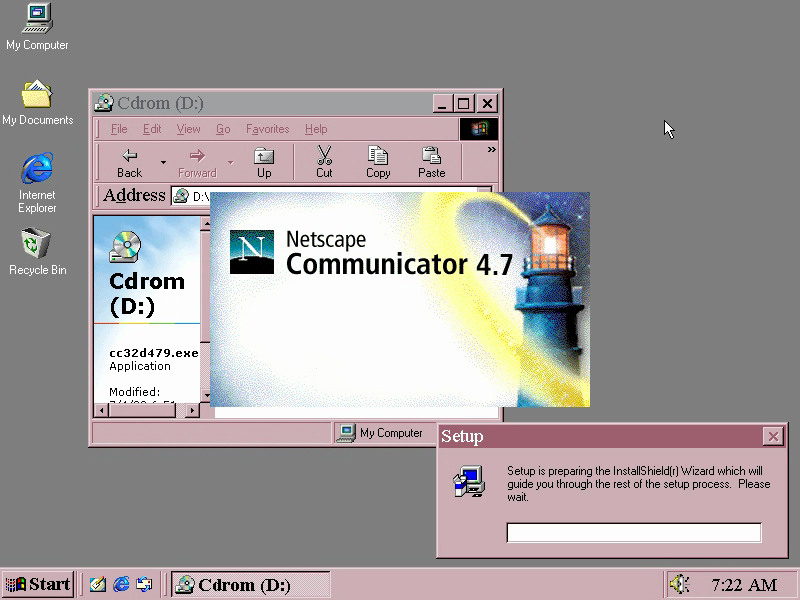 My Computer
My Documents
Internet
Explorer
Recycle Bin
Cdrom (D:)
File Edit View Go Favorites Help
Back Forward Up Cut Copy Paste »
Address D:\
Cdrom
(D:)
cc32d479.exe
Application
Modified:
My Computer
N Netscape
Communicator 4.7
Setup
Setup is preparing the InstallShield(r) Wizard which will
guide you through the rest of the setup process. Please
wait.
Start Cdrom (D:) 7:22 AM